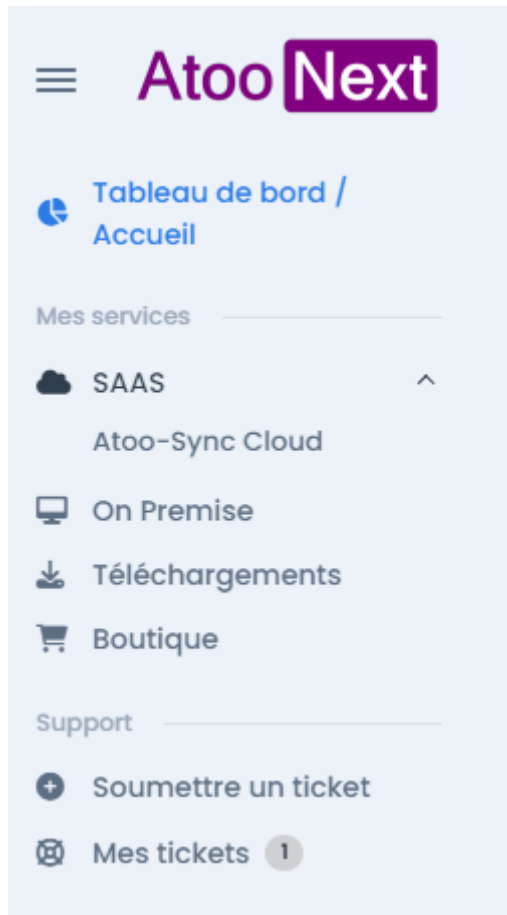 Atoo Next
Tableau de bord /
Accueil
Mes services
SAAS
Atoo-Sync Cloud
On Premise
Téléchargements
Boutique
Support
Soumettre un ticket
Mes tickets 1